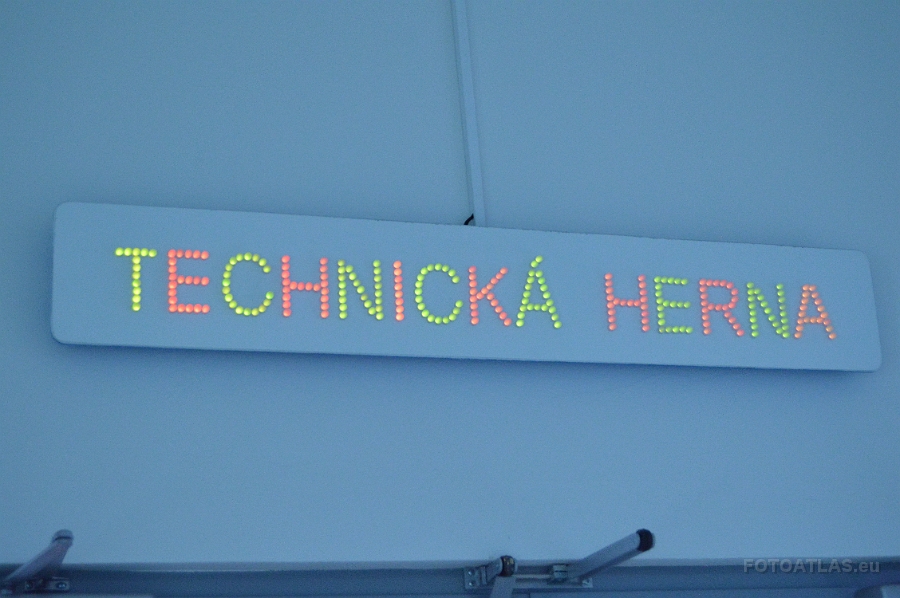 TECHNICKÁ HERNA
FOTOATLAS.eu